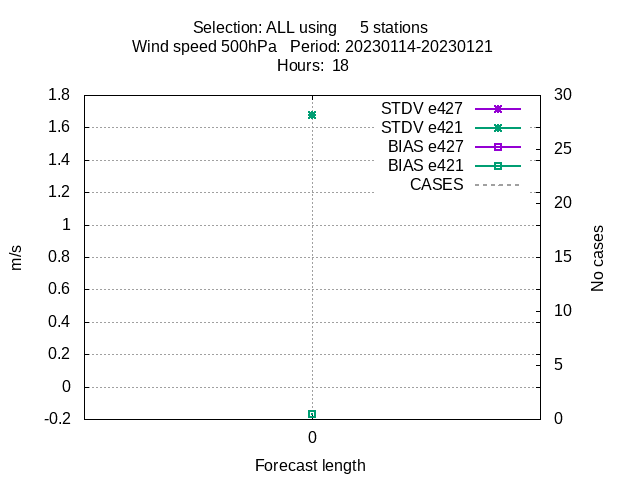 Selection: ALL using     5 stations
Wind speed 500hPa   Period: 20230114-20230121
Hours:  18
1.8
1.6
1.4
1.2
1
0.8
0.6
0.4
0.2
0
-0.2
m/s
STDV e427
STDV e421
BIAS e427
BIAS e421
CASES
30
25
20
15
10
5
0
No cases
0
Forecast length